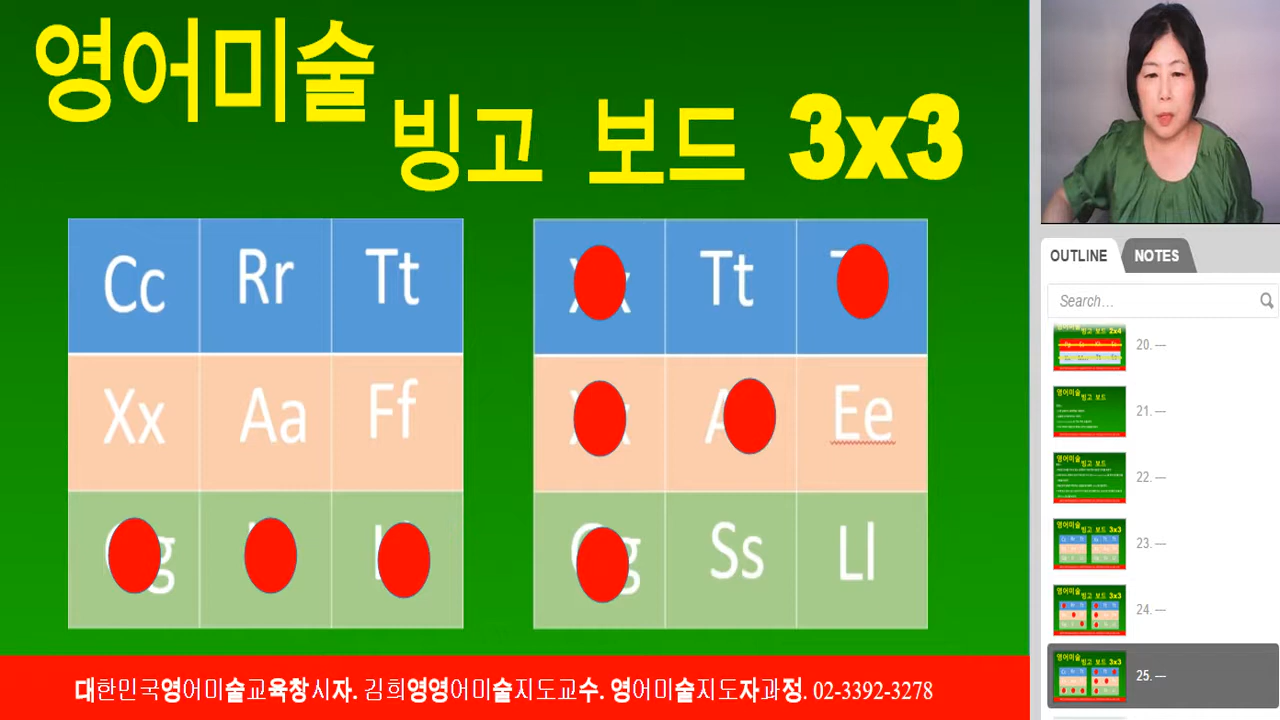 영어미술
빙고 보드 3x3
Cc Rr Tt
Xx Aa Ff
Tt
Ee
Ss Ll
대한민국영어미술교육창시자. 김희영영어미술지도교수. 영어미술지도자과정. 02-3392-3278
OUTLINE NOTES
Search...
20. —
21. —
22. —
23. —
24. —
25. —